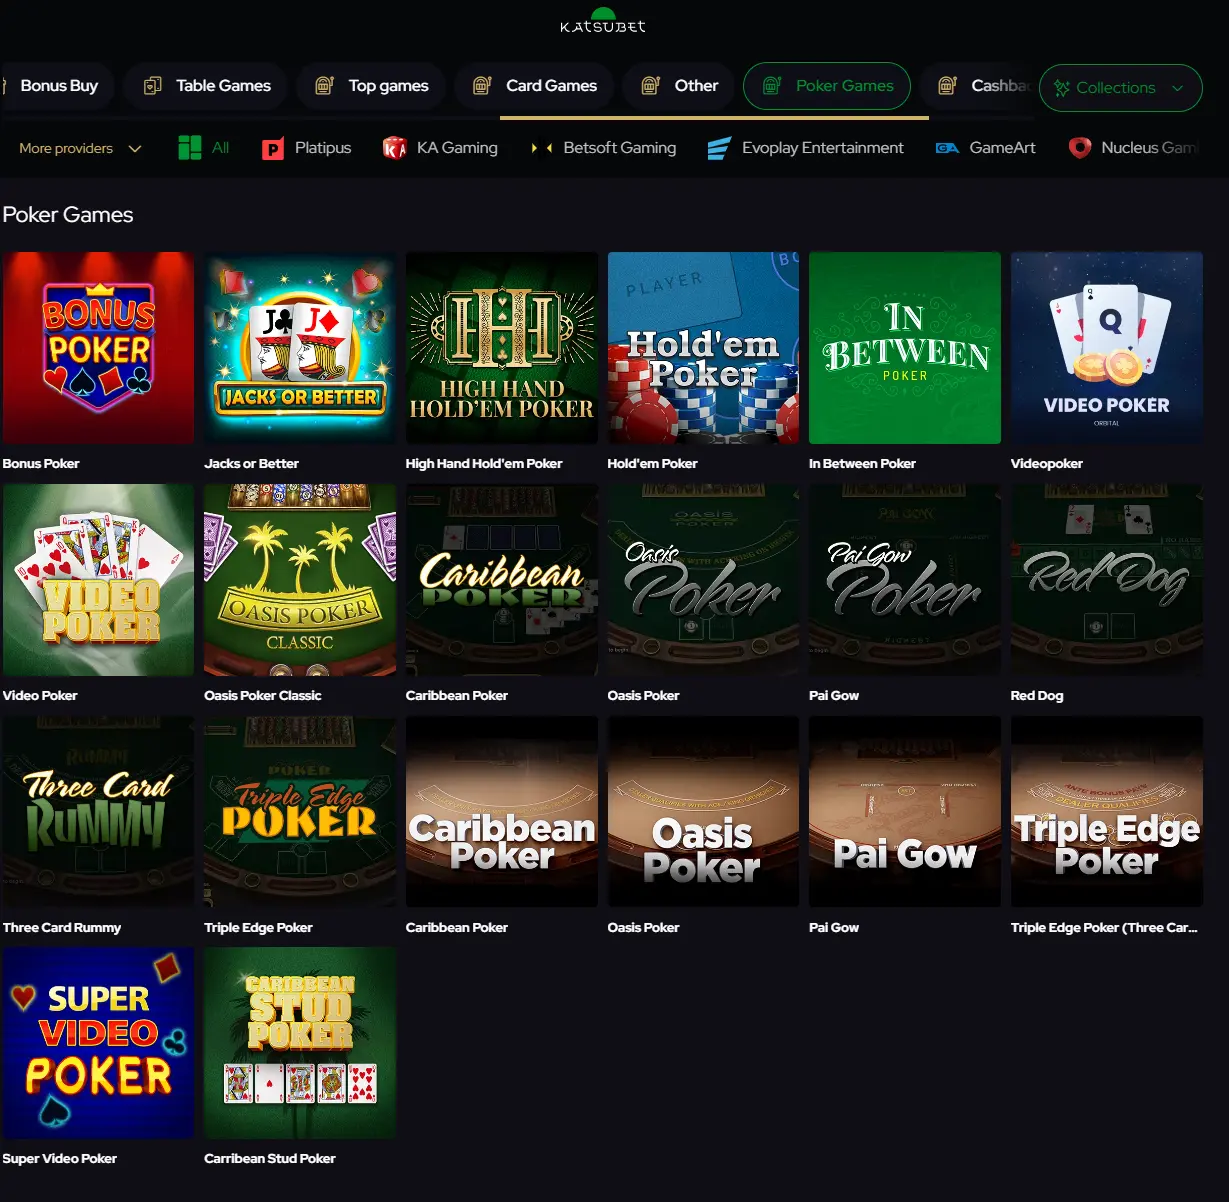 KATSUBET
Bonus Buy
Table Games
Top games
Card Games
Other
Poker Games
Collections
More providers
All
Platipus
KA Gaming
Betsoft Gaming
Evoplay Entertainment
GameArt
Nucleus Gam
Poker Games
BONUS
POKER
J J
JACKS OR BETTER
HIGH HAND
HOLD'EM POKER
PLAYER
Hold'em
Poker
IN
BETWEEN
POKER
Q
VIDEO POKER
ORBITAL
Bonus Poker
Jacks or Better
High Hand Hold'em Poker
Hold'em Poker
In Between Poker
Videopoker
VIDEO
POKER
OASIS POKER
CLASSIC
Caribbean
POKER
Oasis
Poker
Pai Gow
Poker
Red Dog
Video Poker
Oasis Poker Classic
Caribbean Poker
Oasis Poker
Pai Gow
Red Dog
Three Card
RUMMY
Triple Edge
POKER
Caribbean
Poker
Oasis
Poker
Pai Gow
ANTE BONUS PAYS
DEALER QUALIFIES
Triple Edge
Poker
Three Card Rummy
Triple Edge Poker
Caribbean Poker
Oasis Poker
Pai Gow
Triple Edge Poker (Three Car...
SUPER
VIDEO
POKER
CARIBBEAN
STUD
POKER
Super Video Poker
Carribean Stud Poker